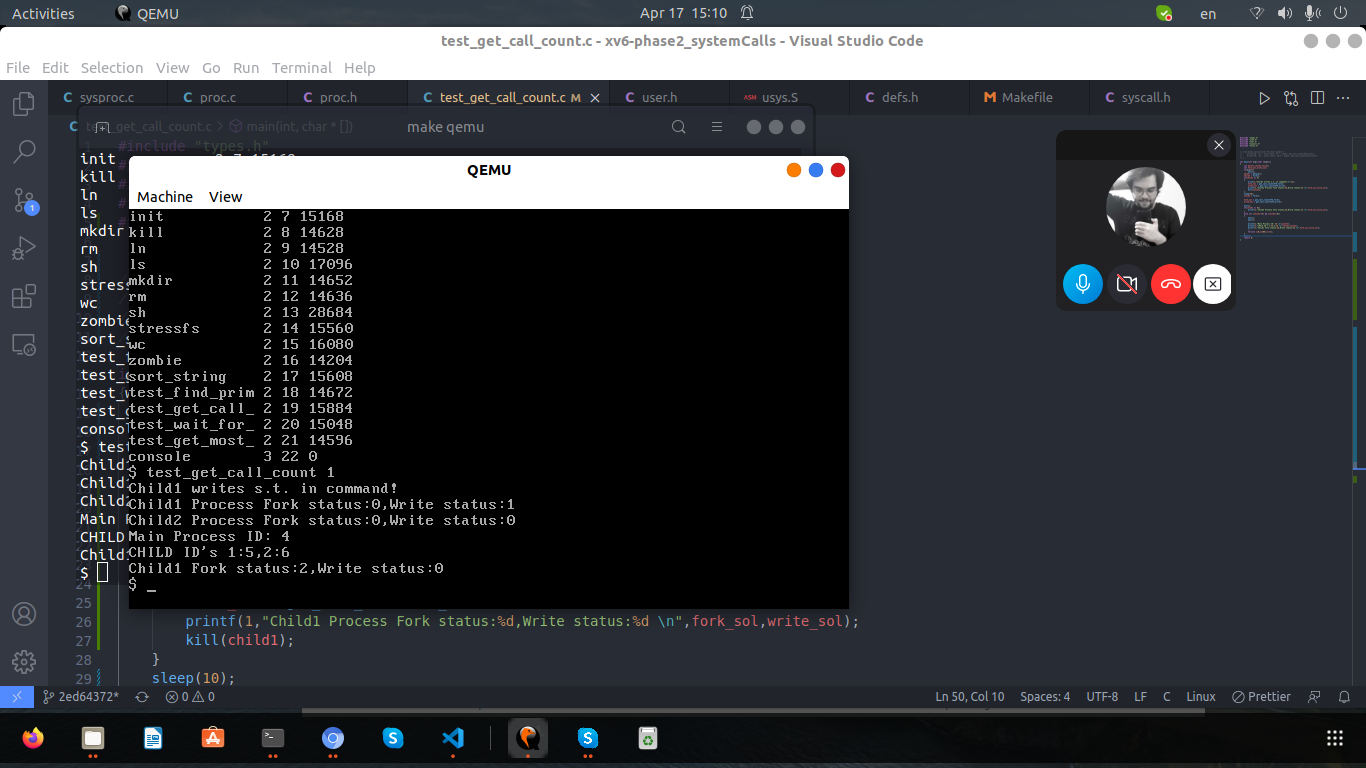 Activities
QEMU
Apr 17 15:10
en
test_get_call_count.c - xv6-phase2_systemCalls - Visual Studio Code
File Edit Selection View Go Run Terminal Help
sysproc.c
proc.c
proc.h
test_get_call_count.c M
user.h
usys.S
defs.h
Makefile
syscall.h
test_get_call_count.c > main(int, char * [])
make qemu
#include "types.h"
init
kill
ln
ls
mkdir
rm
sh
stress
wc
zombie
sort_s
test_
test_
test_
test_
consol
$ test
Child1
Child1
Child2
Main P
CHILD
Child1
$
QEMU
Machine View
init 2 7 15168
kill 2 8 14628
ln 2 9 14528
ls 2 10 17096
mkdir 2 11 14652
rm 2 12 14636
sh 2 13 28684
stressfs 2 14 15560
wc 2 15 16080
zombie 2 16 14204
sort_string 2 17 15608
test_find_prim 2 18 14672
test_get_call_ 2 19 15884
test_wait_for_ 2 20 15048
test_get_most_ 2 21 14596
console 3 22 0
$ test_get_call_count 1
Child1 writes s.t. in command!
Child1 Process Fork status:0,Write status:1
Child2 Process Fork status:0,Write status:0
Main Process ID: 4
CHILD ID's 1:5,2:6
Child1 Fork status:2,Write status:0
$ _
24
25
26 printf(1,"Child1 Process Fork status:%d,Write status:%d \n",fork_sol,write_sol);
27 kill(child1);
28 }
29 sleep(10);
1
2ed64372*
0 0
Ln 50, Col 10
Spaces: 4
UTF-8
LF
C
Linux
Prettier